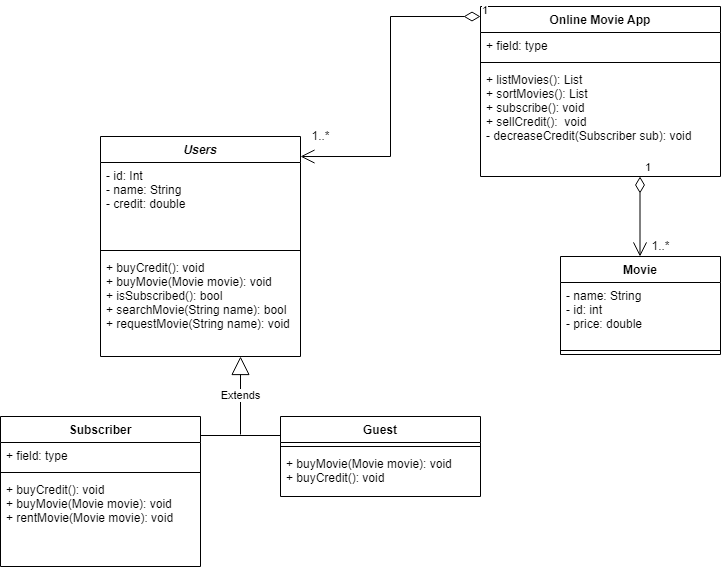 1
Online Movie App
+ field: type
+ listMovies(): List
+ sortMovies(): List
+ subscribe(): void
+ sellCredit():  void
- decreaseCredit(Subscriber sub): void
1
1..*
Users
- id: Int
- name: String
- credit: double
+ buyCredit(): void
+ buyMovie(Movie movie): void
+ isSubscribed(): bool
+ searchMovie(String name): bool
+ requestMovie(String name): void
1..*
Movie
- name: String
- id: int
- price: double
Extends
Subscriber
+ field: type
+ buyCredit(): void
+ buyMovie(Movie movie): void
+ rentMovie(Movie movie): void
Guest
+ buyMovie(Movie movie): void
+ buyCredit(): void